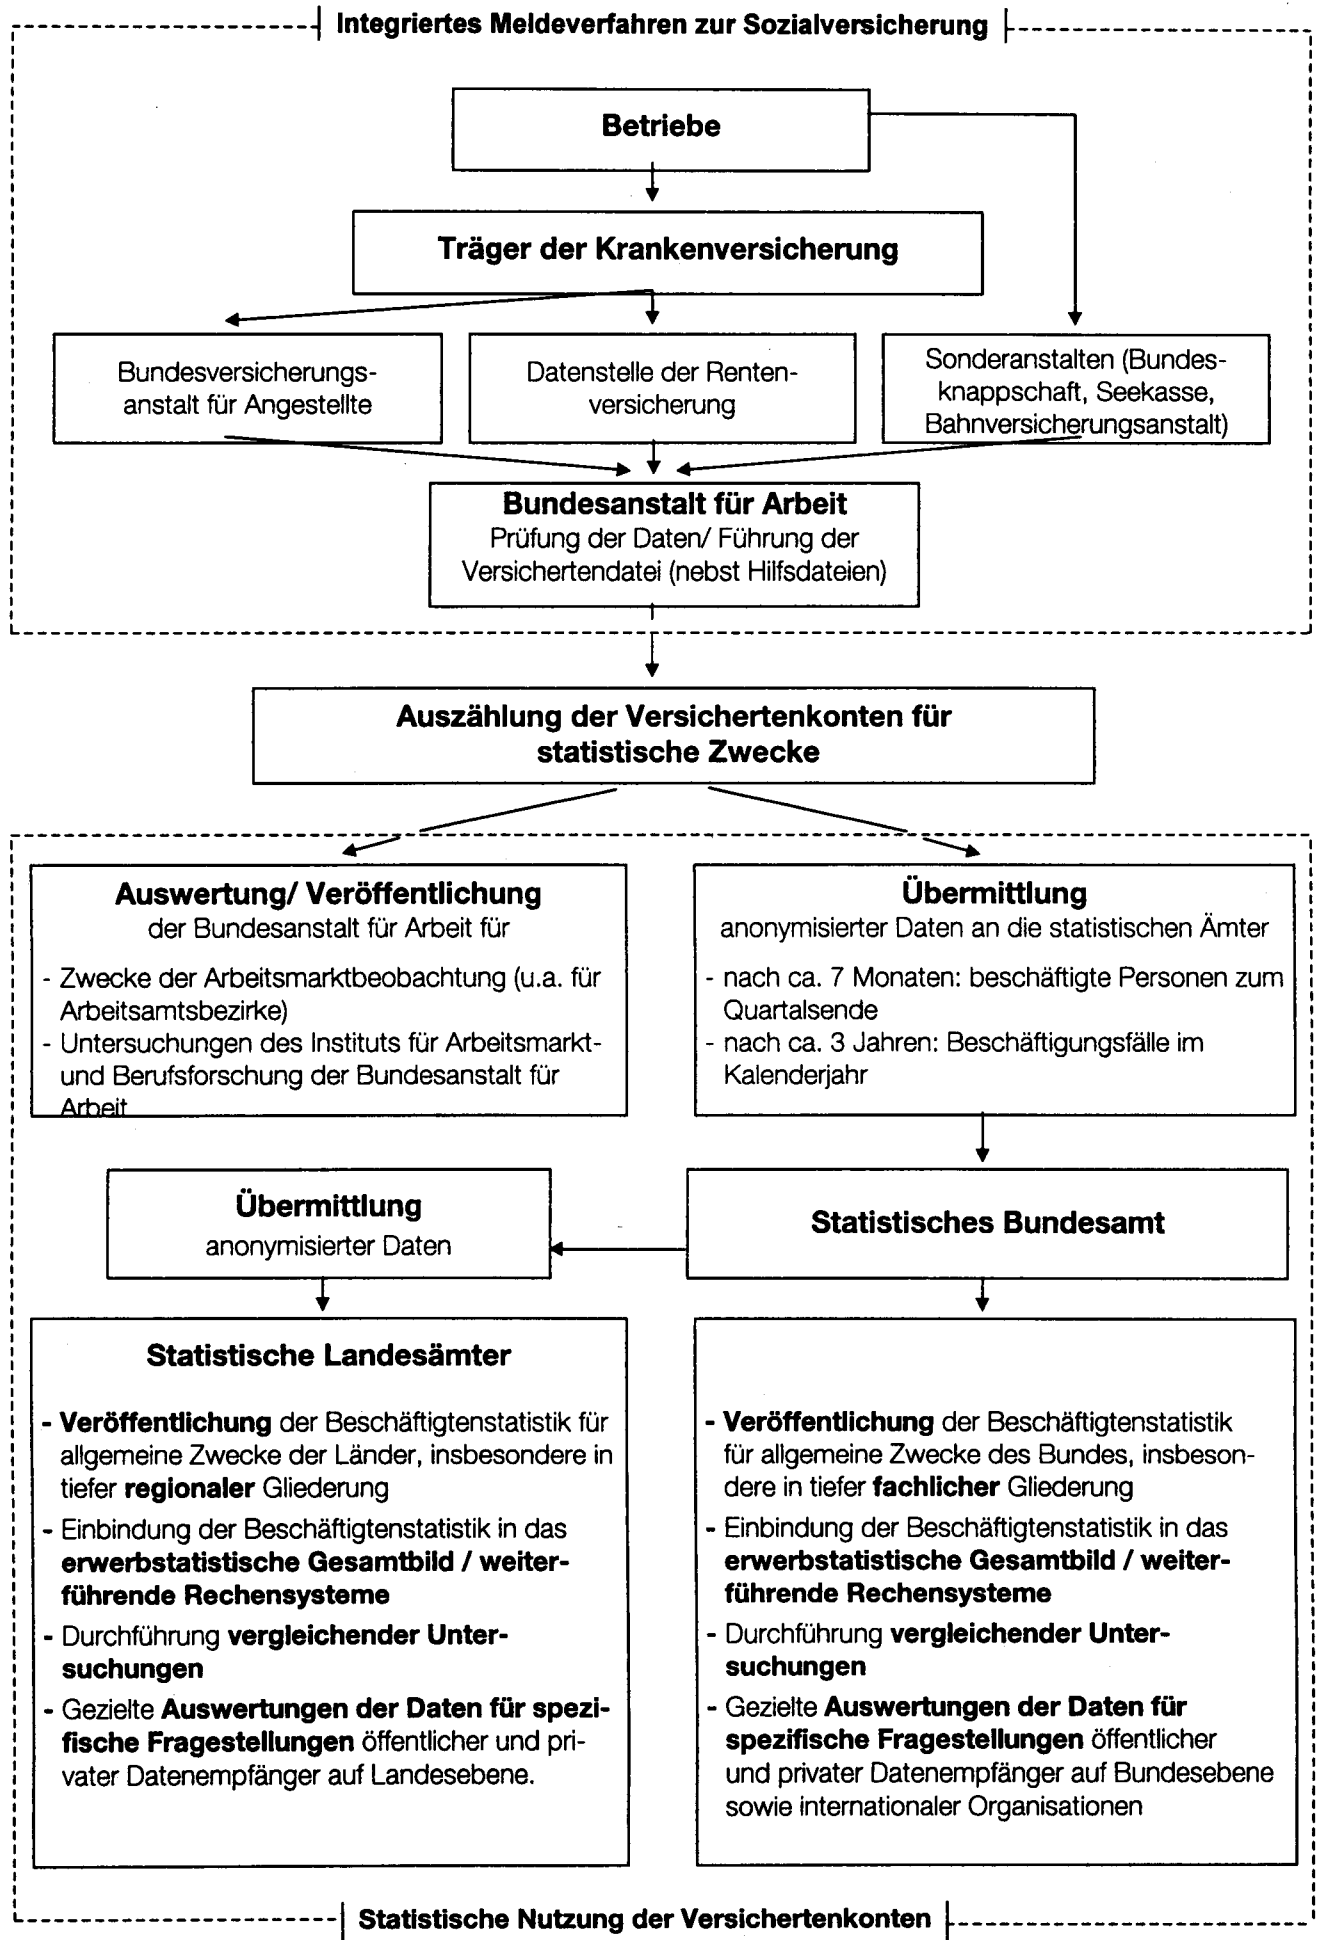 Integriertes Meldeverfahren zur Sozialversicherung
Betriebe
Träger der Krankenversicherung
Bundesversicherungs-
anstalt für Angestellte
Datenstelle der Renten-
versicherung
Sonderanstalten (Bundes-
knappschaft, Seekasse,
Bahnversicherungsanstalt)
Bundesanstalt für Arbeit
Prüfung der Daten/ Führung der
Versichertendatei (nebst Hilfsdateien)
Auszählung der Versichertenkonten für
statistische Zwecke
Auswertung/ Veröffentlichung
der Bundesanstalt für Arbeit für
- Zwecke der Arbeitsmarktbeobachtung (u.a. für
Arbeitsamtsbezirke)
- Untersuchungen des Instituts für Arbeitsmarkt-
und Berufsforschung der Bundesanstalt für
Arbeit
Übermittlung
anonymisierter Daten an die statistischen Ämter
- nach ca. 7 Monaten: beschäftigte Personen zum
Quartalsende
- nach ca. 3 Jahren: Beschäftigungsfälle im
Kalenderjahr
Übermittlung
anonymisierter Daten
Statistisches Bundesamt
Statistische Landesämter
- Veröffentlichung der Beschäftigtenstatistik für
allgemeine Zwecke der Länder, insbesondere in
tiefer regionaler Gliederung
- Einbindung der Beschäftigtenstatistik in das
erwerbstatistische Gesamtbild / weiter-
führende Rechensysteme
- Durchführung vergleichender Unter-
suchungen
- Gezielte Auswertungen der Daten für spezi-
fische Fragestellungen öffentlicher und pri-
vater Datenempfänger auf Landesebene.
- Veröffentlichung der Beschäftigtenstatistik
für allgemeine Zwecke des Bundes, insbeson-
dere in tiefer fachlicher Gliederung
- Einbindung der Beschäftigtenstatistik in das
erwerbstatistische Gesamtbild / weiter-
führende Rechensysteme
- Durchführung vergleichender Unter-
suchungen
- Gezielte Auswertungen der Daten für
spezifische Fragestellungen öffentlicher
und privater Datenempfänger auf Bundesebene
sowie internationaler Organisationen
Statistische Nutzung der Versichertenkonten